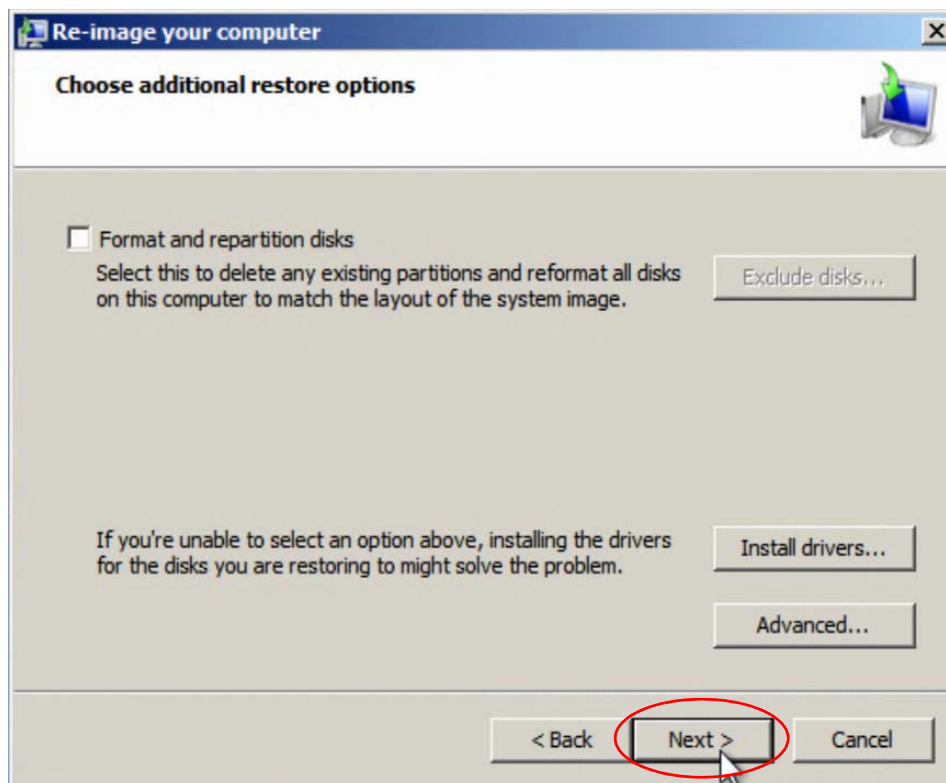 Re-image your computer
Choose additional restore options
Format and repartition disks
Select this to delete any existing partitions and reformat all disks
on this computer to match the layout of the system image.
Exclude disks...
If you're unable to select an option above, installing the drivers
for the disks you are restoring to might solve the problem.
Install drivers...
Advanced...
< Back
Next >
Cancel